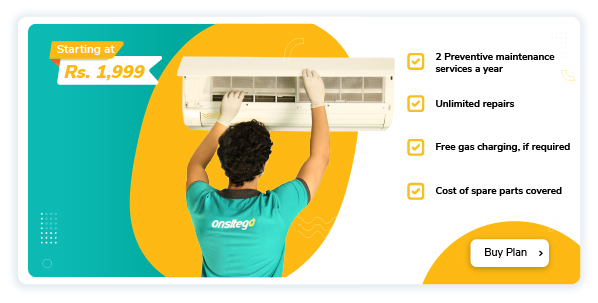 Starting at
Rs. 1,999
onsitego
2 Preventive maintenance
services a year
Unlimited repairs
Free gas charging, if required
Cost of spare parts covered
Buy Plan